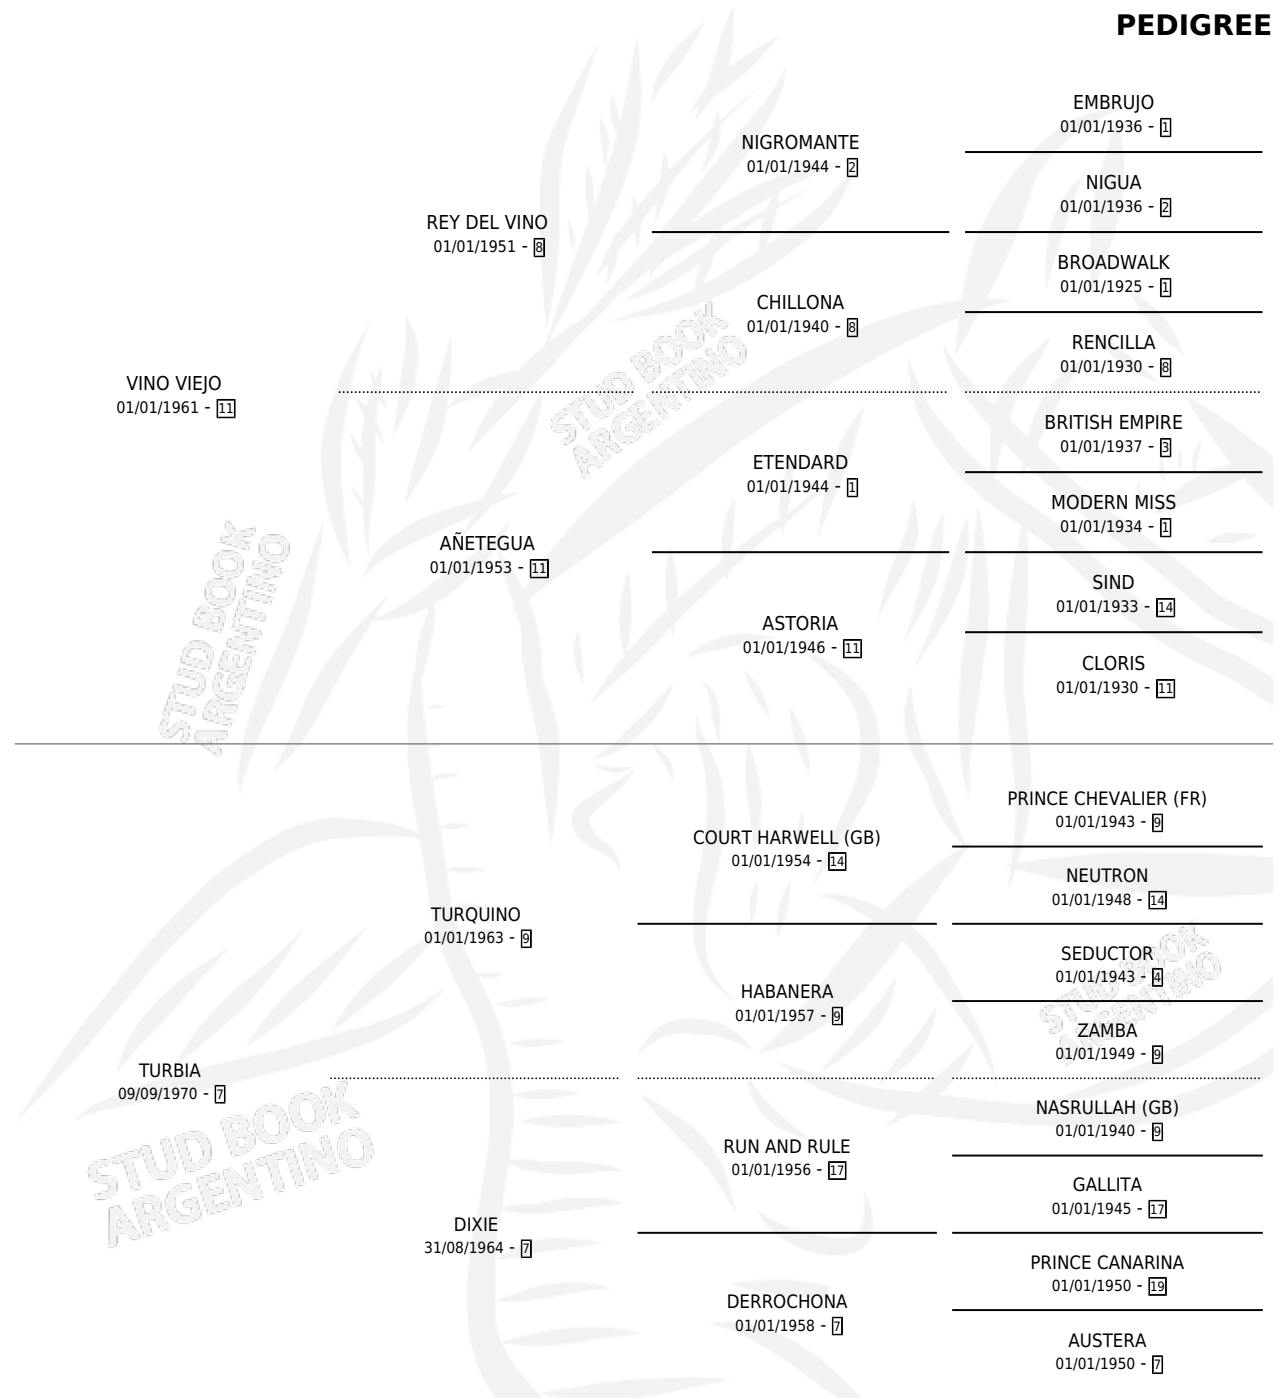 PEDIGREE
EMBRUJO
01/01/1936 - 1
NIGROMANTE
01/01/1944 - 2
NIGUA
01/01/1936 - 2
REY DEL VINO
01/01/1951 - 8
BROADWALK
01/01/1925 - 1
CHILLONA
01/01/1940 - 8
RENCILLA
01/01/1930 - 8
VINO VIEJO
01/01/1961 - 11
BRITISH EMPIRE
01/01/1937 - 3
ETENDARD
01/01/1944 - 1
MODERN MISS
01/01/1934 - 1
AÑETEGUA
01/01/1953 - 11
SIND
01/01/1933 - 14
ASTORIA
01/01/1946 - 11
CLORIS
01/01/1930 - 11
PRINCE CHEVALIER (FR)
01/01/1943 - 9
COURT HARWELL (GB)
01/01/1954 - 14
NEUTRON
01/01/1948 - 14
TURQUINO
01/01/1963 - 9
SEDUCTOR
01/01/1943 - 4
HABANERA
01/01/1957 - 9
ZAMBA
01/01/1949 - 9
TURBIA
09/09/1970 - 7
NASRULLAH (GB)
01/01/1940 - 9
RUN AND RULE
01/01/1956 - 17
GALLITA
01/01/1945 - 17
DIXIE
31/08/1964 - 7
PRINCE CANARINA
01/01/1950 - 19
DERROCHONA
01/01/1958 - 7
AUSTERA
01/01/1950 - 7
STUD BOOK
ARGENTINO
STUD BOOK
ARGENTINO
STUD BOOK
ARGENTINO
STUD BOOK
ARGENTINO